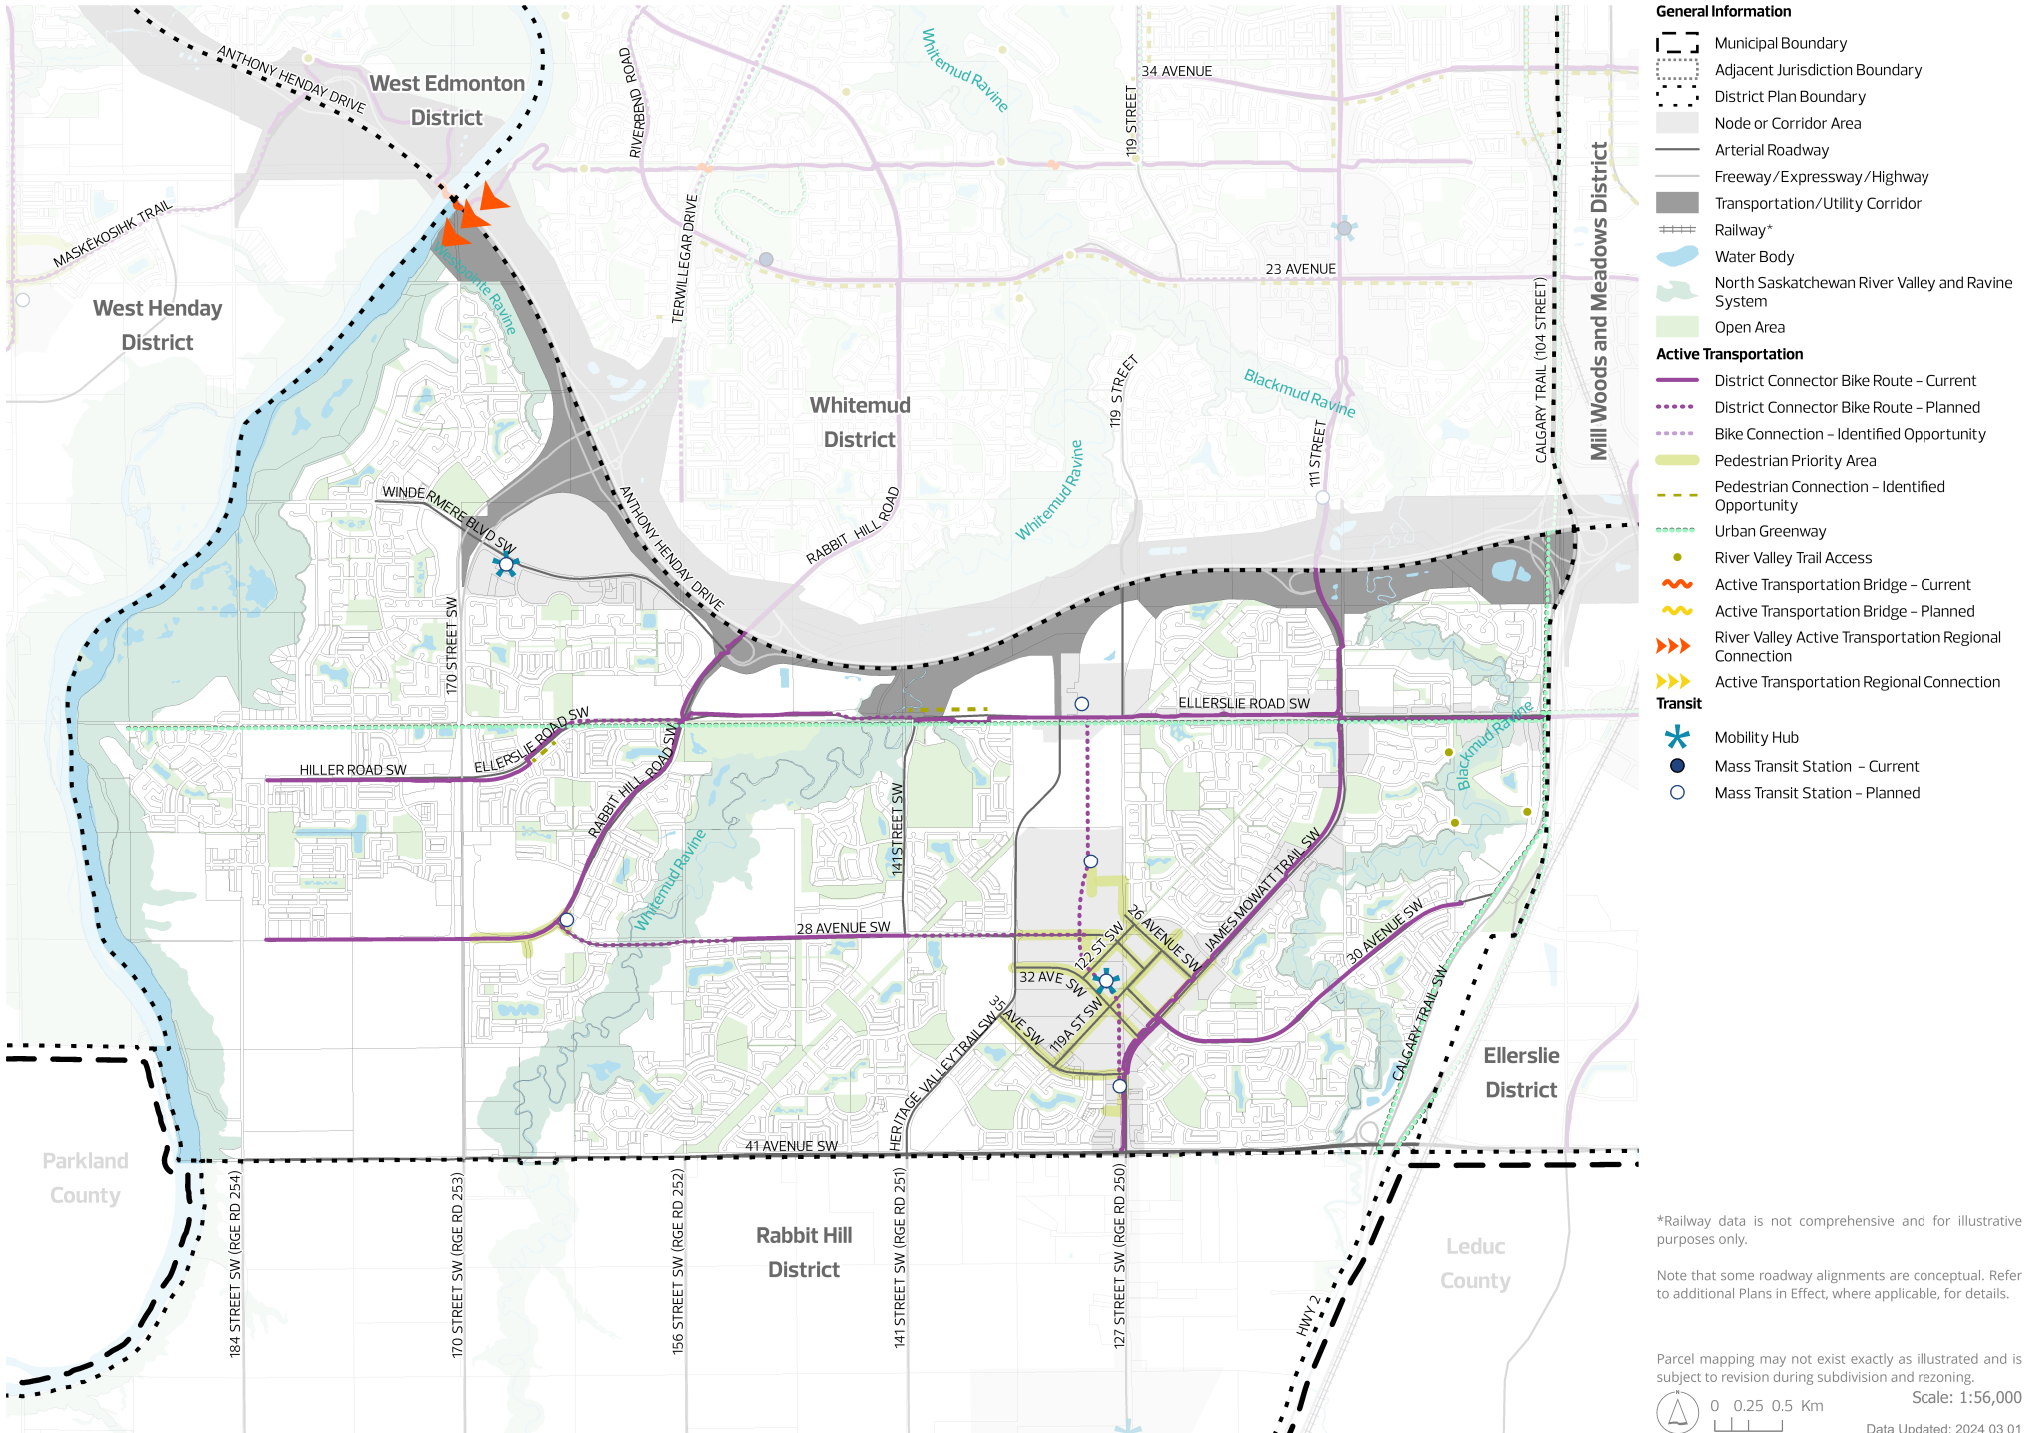 General Information
Municipal Boundary
Adjacent Jurisdiction Boundary
District Plan Boundary
Node or Corridor Area
Arterial Roadway
Freeway/Expressway/Highway
Transportation/Utility Corridor
Railway*
Water Body
North Saskatchewan River Valley and Ravine
System
Open Area
Active Transportation
District Connector Bike Route – Current
District Connector Bike Route – Planned
Bike Connection – Identified Opportunity
Pedestrian Priority Area
Pedestrian Connection – Identified
Opportunity
Urban Greenway
River Valley Trail Access
Active Transportation Bridge – Current
Active Transportation Bridge – Planned
River Valley Active Transportation Regional
Connection
Active Transportation Regional Connection
Transit
Mobility Hub
Mass Transit Station – Current
Mass Transit Station – Planned
*Railway data is not comprehensive and for illustrative
purposes only.
Note that some roadway alignments are conceptual. Refer
to additional Plans in Effect, where applicable, for details.
Parcel mapping may not exist exactly as illustrated and is
subject to revision during subdivision and rezoning.
N
0 0.25 0.5 Km
Scale: 1:56,000
Data Updated: 2024 03 01
ANTHONY HENDAY DRIVE
West Edmonton
District
RIVERBEND ROAD
Whitemud Ravine
34 AVENUE
119 STREET
Mill Woods and Meadows District
MASKÊKOSIHK TRAIL
West Henday
District
Westpointe Ravine
TERWILLEGAR DRIVE
23 AVENUE
CALGARY TRAIL (104 STREET)
Whitemud
District
119 STREET
Blackmud Ravine
111 STREET
Whitemud Ravine
WINDERMERE BLVD SW
ANTHONY HENDAY DRIVE
RABBIT HILL ROAD
170 STREET SW
ELLERSLIE ROAD SW
ELLERSLIE ROAD SW
HILLER ROAD SW
RABBIT HILL ROAD SW
Blackmud Ravine
141 STREET SW
Whitemud Ravine
JAMES MOWATT TRAIL SW
28 AVENUE SW
26 AVENUE SW
122 ST SW
30 AVENUE SW
32 AVE SW
35 AVE SW
119A ST SW
CALGARY TRAIL SW
HERITAGE VALLEY TRAIL SW
Ellerslie
District
41 AVENUE SW
Parkland
County
184 STREET SW (RGE RD 254)
170 STREET SW (RGE RD 253)
156 STREET SW (RGE RD 252)
141 STREET SW (RGE RD 251)
127 STREET SW (RGE RD 250)
Rabbit Hill
District
Leduc
County
HWY 2